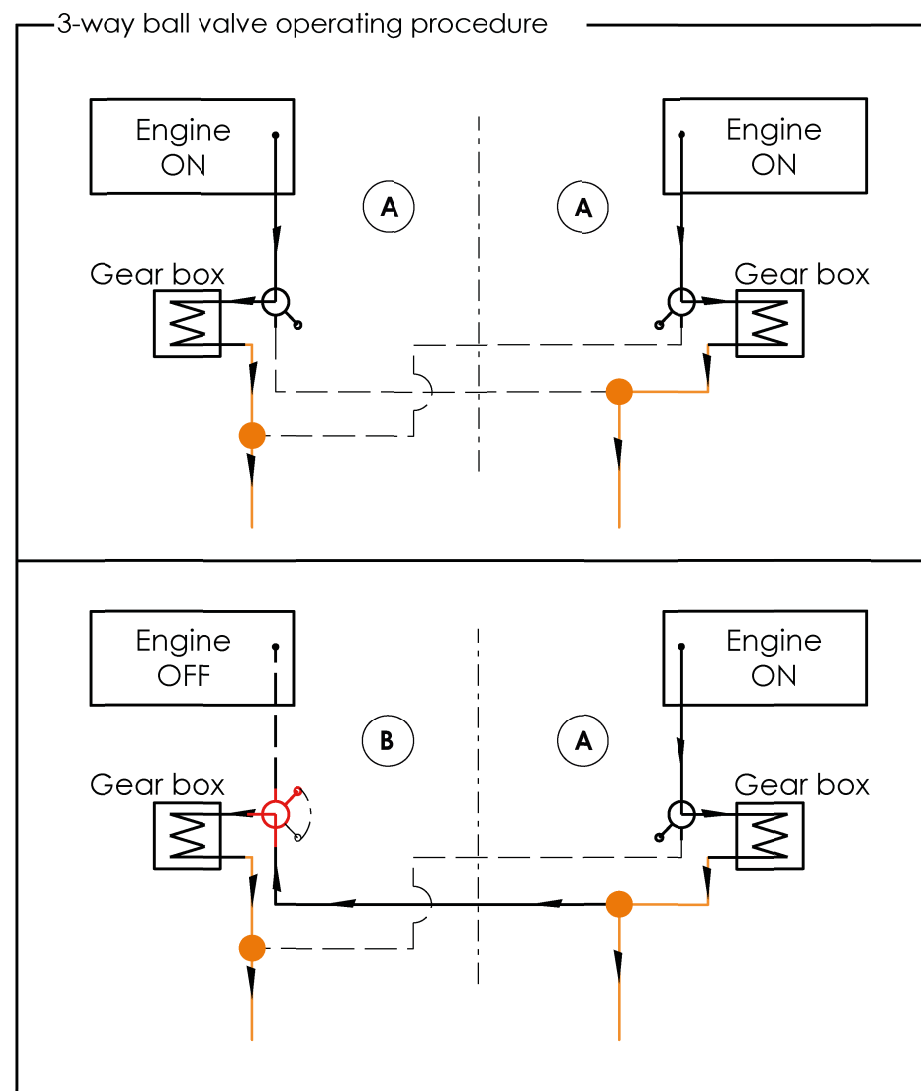 3-way ball valve operating procedure
Engine
ON
Engine
ON
A
A
Gear box
Gear box
Engine
OFF
Engine
ON
B
A
Gear box
Gear box